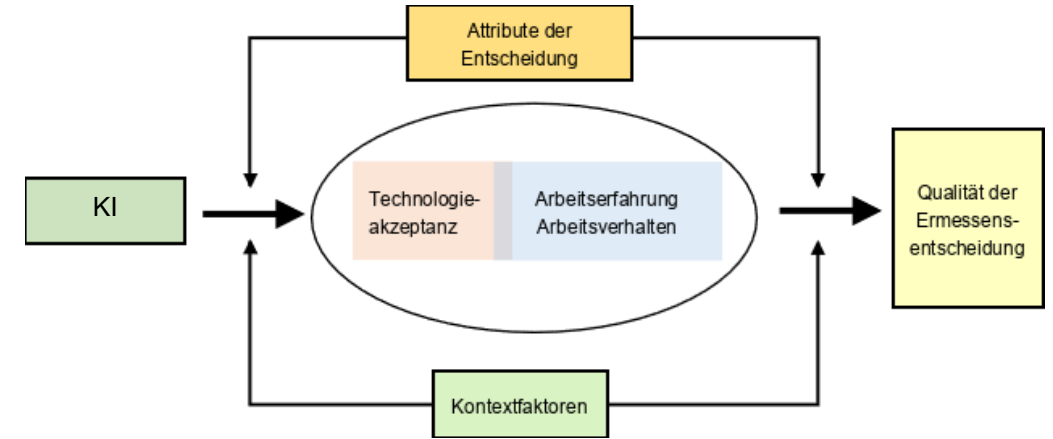 Attribute der
Entscheidung
KI
Technologie-
akzeptanz
Arbeitserfahrung
Arbeitsverhalten
Qualität der
Ermessens-
entscheidung
Kontextfaktoren